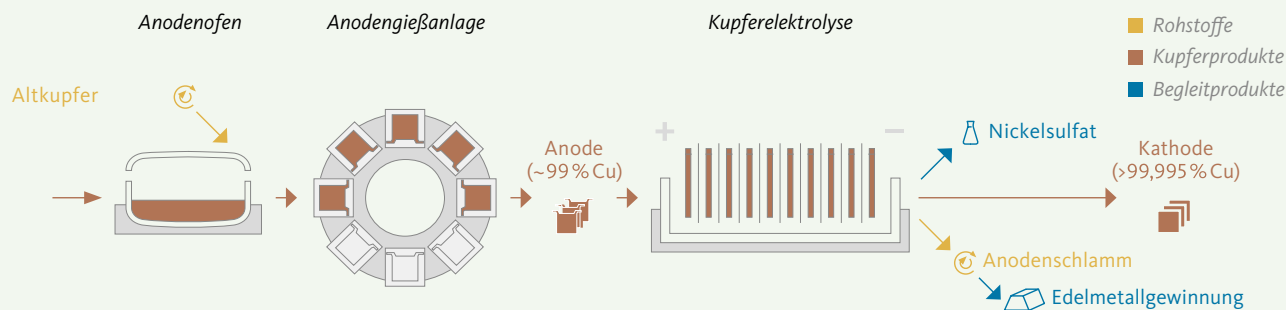 Anodenofen
Anodengießanlage
Kupferelektrolyse
Rohstoffe
Kupferprodukte
Begleitprodukte
Altkupfer
+
−
Anode
(~99 % Cu)
Nickelsulfat
Kathode
(>99,995 % Cu)
Anodenschlamm
Edelmetallgewinnung